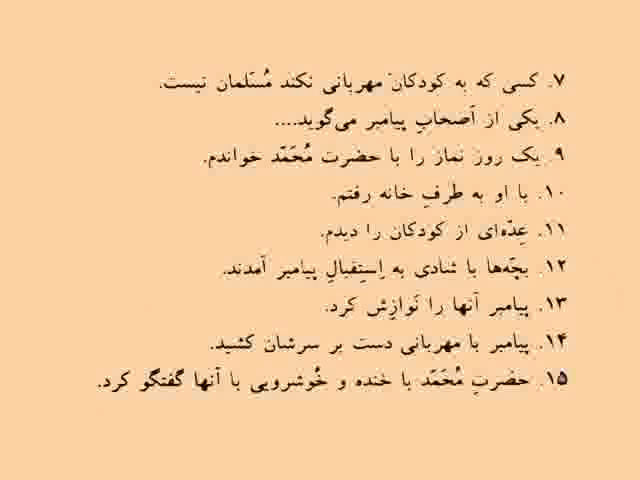 ۷. کسی که به کودکان مهربانی نکند مُسَلمان نیست.
۸. یکی از اَصحابِ پیامبر می‌گوید....
۹. یک روز نماز را با حضرت مُحَمّد خواندم.
۱۰. با او به طرفِ خانه رفتم.
۱۱. عِدّه‌ای از کودکان را دیدم.
۱۲. بچّه‌ها با شادی به اِستِقبالِ پیامبر آمدند.
۱۳. پیامبر آنها را نَوازِش کرد.
۱۴. پیامبر با مهربانی دست بر سرشان کشید.
۱۵. حضرتِ مُحَمّد با خنده و خُوشرویی با آنها گفتگو کرد.